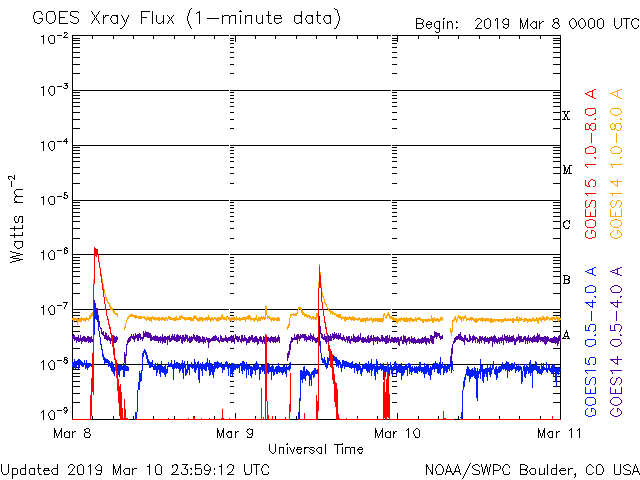 GOES Xray Flux (1-minute data)
Begin: 2019 Mar 8 0000 UTC
Watts m⁻²
10⁻²
10⁻³
10⁻⁴
10⁻⁵
10⁻⁶
10⁻⁷
10⁻⁸
10⁻⁹
X
M
C
B
A
GOES15 1.0-8.0 A
GOES14 1.0-8.0 A
GOES15 0.5-4.0 A
GOES14 0.5-4.0 A
Mar 8 Mar 9 Mar 10 Mar 11
Universal Time
Updated 2019 Mar 10 23:59:12 UTC
NOAA/SWPC Boulder, CO USA